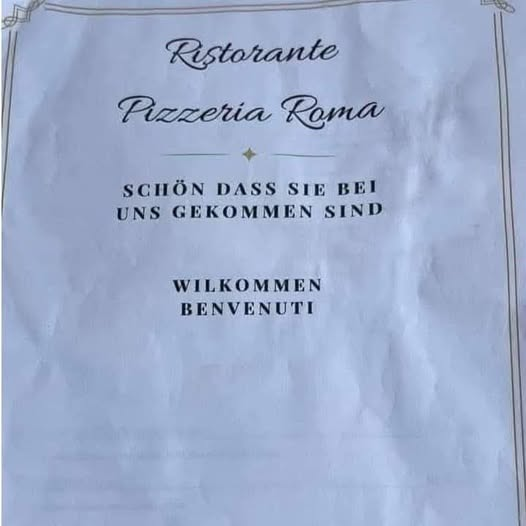 Ristorante
Pizzeria Roma
SCHÖN DASS SIE BEI
UNS GEKOMMEN SIND
WILKOMMEN
BENVENUTI